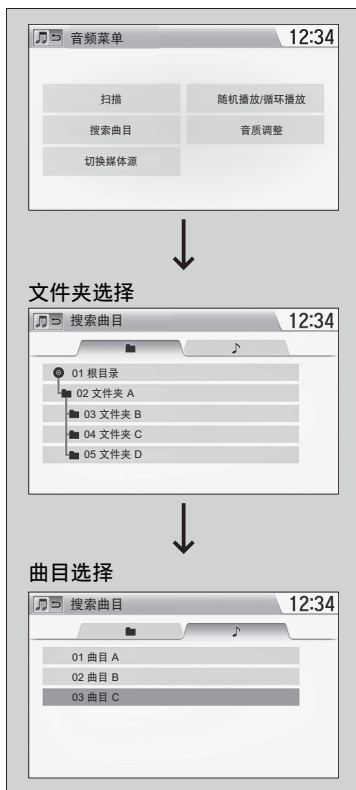 音频菜单 12:34
扫描 随机播放/循环播放
搜索曲目 音质调整
切换媒体源
文件夹选择
搜索曲目 12:34
01 根目录
02 文件夹 A
03 文件夹 B
04 文件夹 C
05 文件夹 D
曲目选择
搜索曲目 12:34
01 曲目 A
02 曲目 B
03 曲目 C